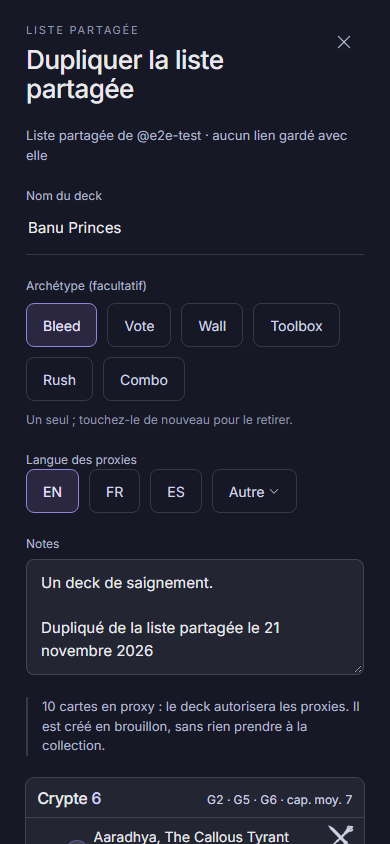 LISTE PARTAGÉE
Dupliquer la liste
partagée
Liste partagée de @e2e-test · aucun lien gardé avec
elle
Nom du deck
Banu Princes
Archétype (facultatif)
Bleed Vote Wall Toolbox
Rush Combo
Un seul ; touchez-le de nouveau pour le retirer.
Langue des proxies
EN FR ES Autre
Notes
Un deck de saignement.
Dupliqué de la liste partagée le 21
novembre 2026
10 cartes en proxy : le deck autorisera les proxies. Il
est créé en brouillon, sans rien prendre à la
collection.
Crypte 6 G2 · G5 · G6 · cap. moy. 7
Aaradhya, The Callous Tyrant